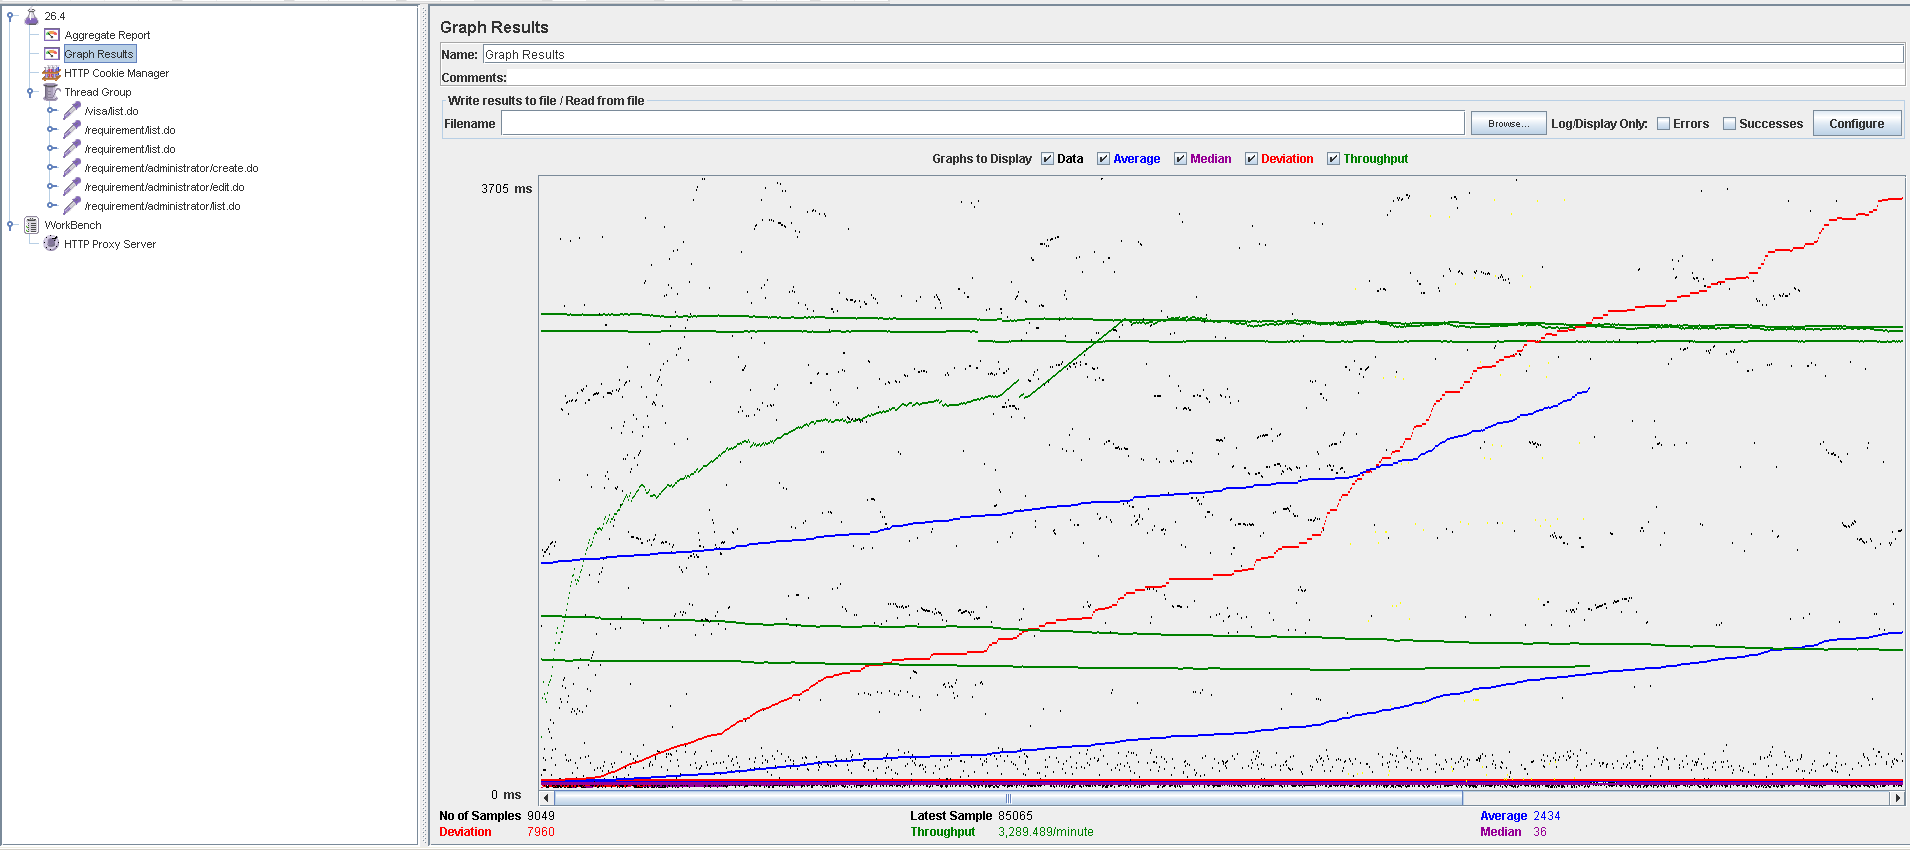 26.4
Aggregate Report
Graph Results
HTTP Cookie Manager
Thread Group
/visa/list.do
/requirement/list.do
/requirement/list.do
/requirement/administrator/create.do
/requirement/administrator/edit.do
/requirement/administrator/list.do
WorkBench
HTTP Proxy Server
Graph Results
Name: Graph Results
Comments:
Write results to file / Read from file
Filename Browse... Log/Display Only: Errors Successes Configure
Graphs to Display Data Average Median Deviation Throughput
3705 ms
0 ms
No of Samples 9049 Latest Sample 85065 Average 2434
Deviation 7960 Throughput 3,289.489/minute Median 36